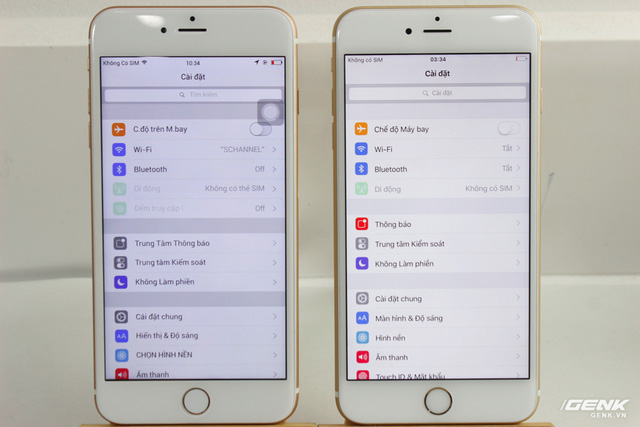 Không Có SIM 10:34
Cài đặt
Tìm kiếm
C.độ trên M.bay
Wi-Fi "SCHANNEL"
Bluetooth Off
Di động Không có thẻ SIM
Off
Trung Tâm Thông báo
Trung tâm Kiểm soát
Không Làm phiền
Cài đặt chung
Hiển thị & Độ sáng
CHỌN HÌNH NỀN
Âm thanh
Không có SIM 03:34
Cài đặt
Cài đặt
Chế độ Máy bay
Wi-Fi Tắt
Bluetooth Tắt
Di động Không có SIM
Thông báo
Trung tâm Kiểm soát
Không Làm phiền
Cài đặt chung
Màn hình & Độ sáng
Hình nền
Âm thanh
Touch ID & Mật khẩu
GENK
GENK.VN